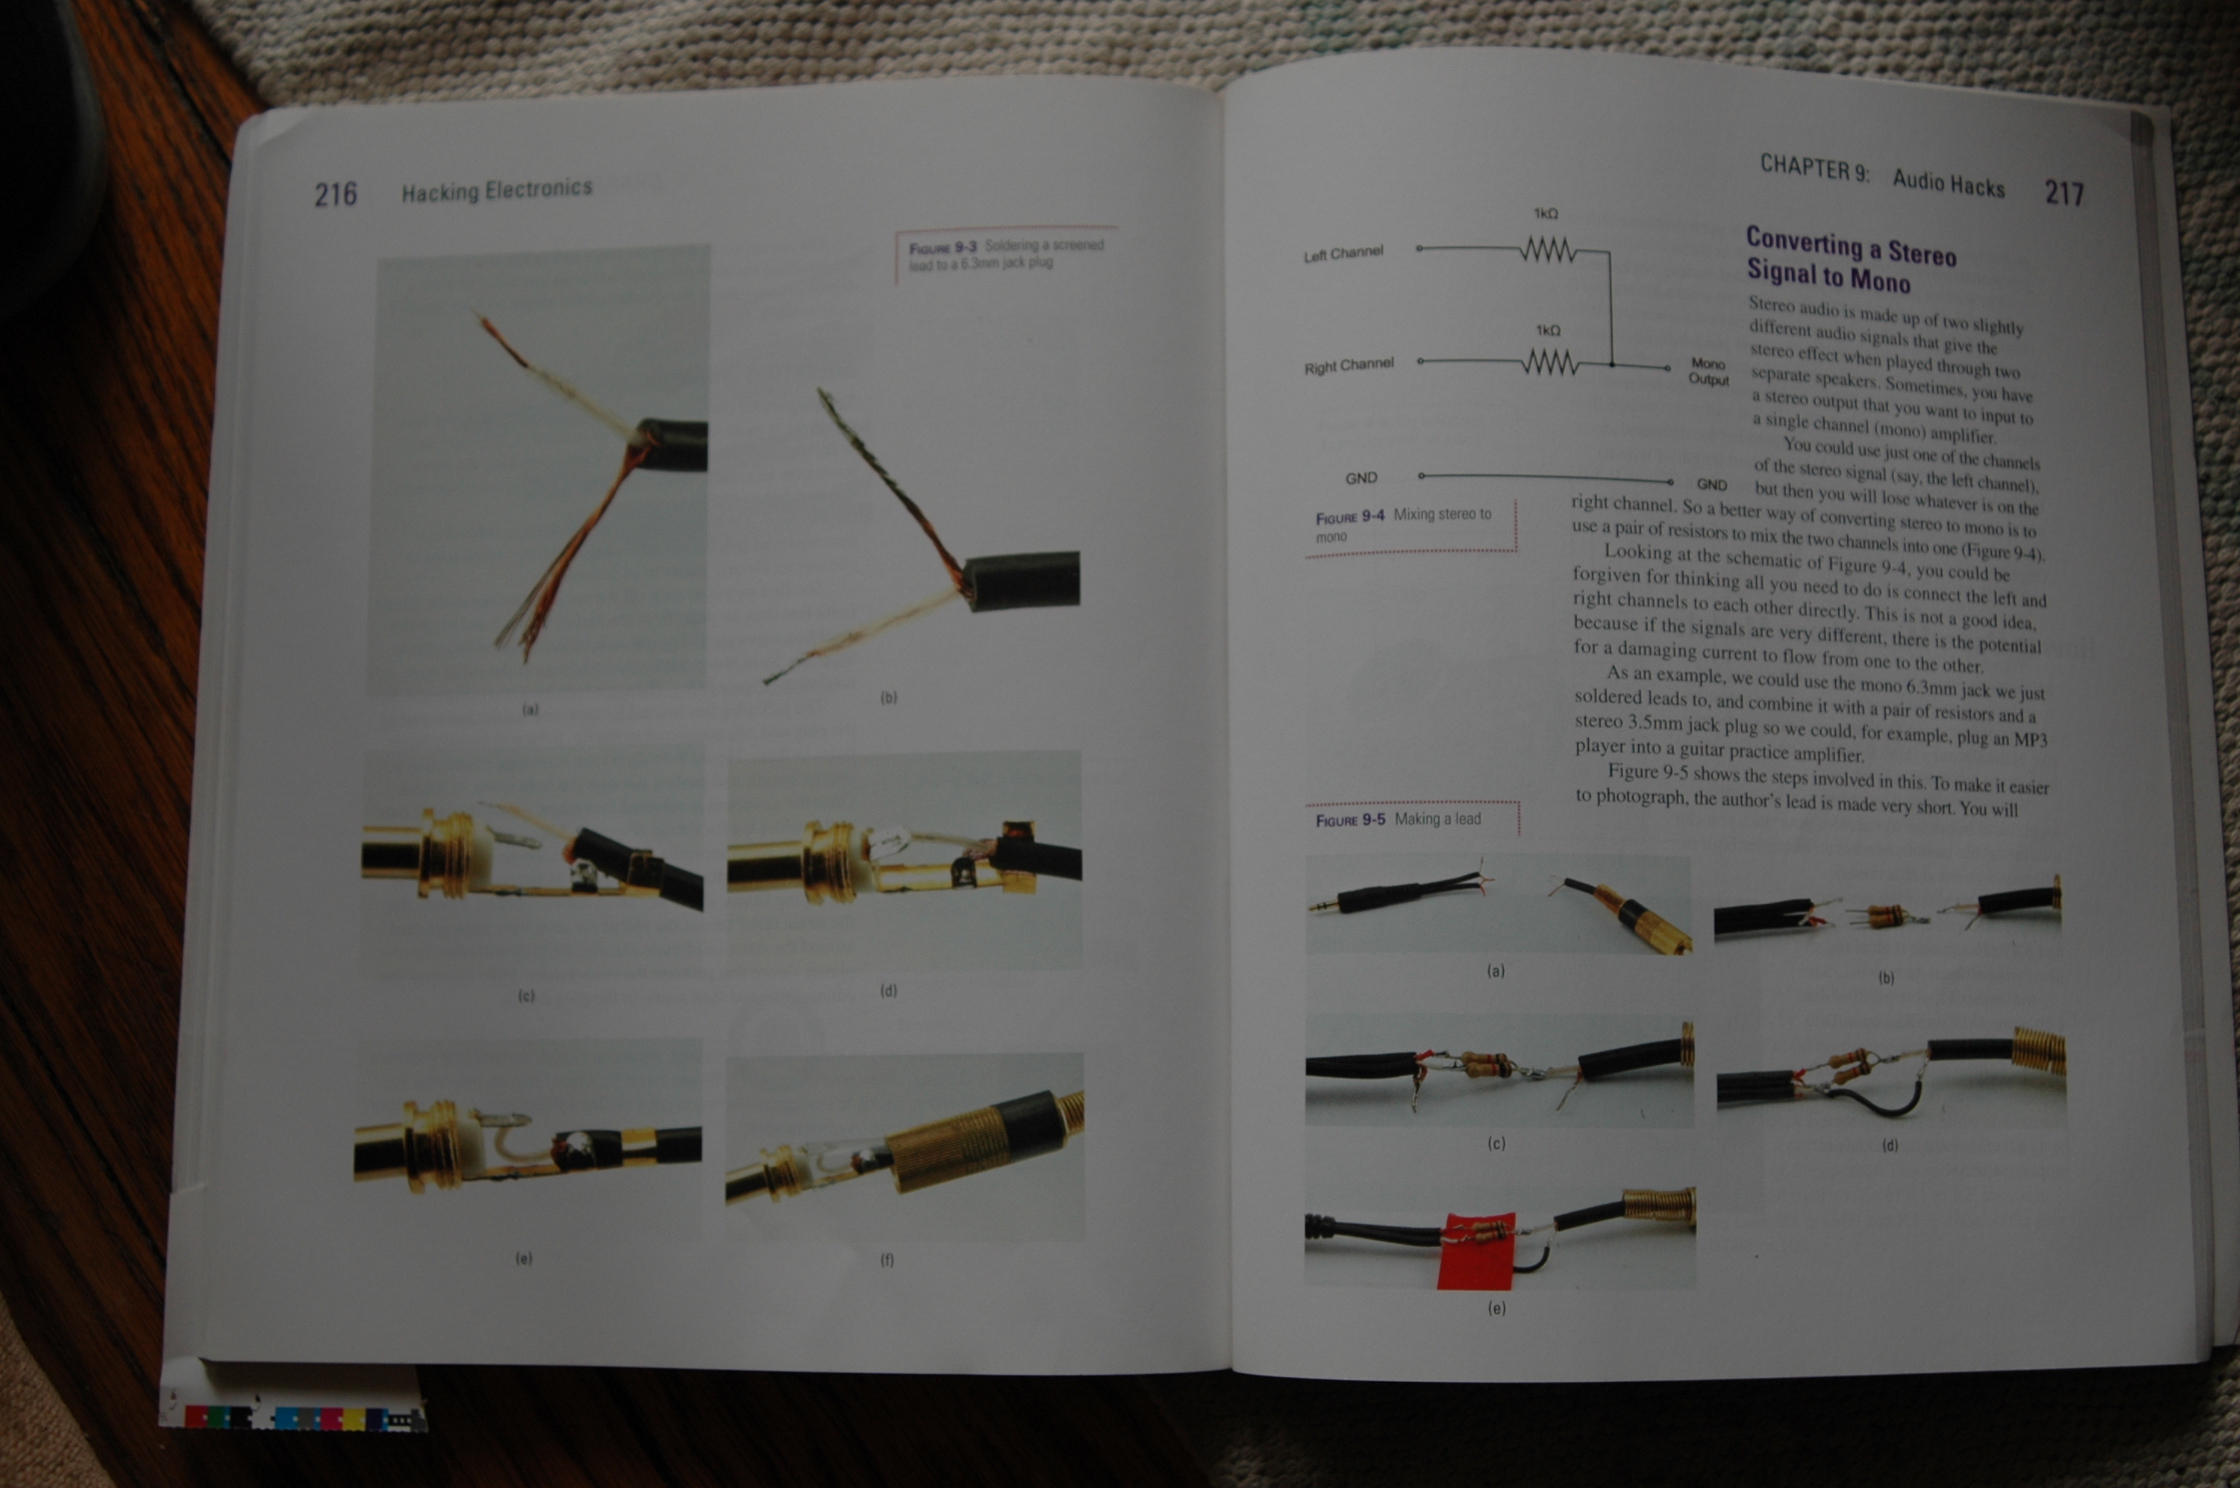 216 Hacking Electronics
FIGURE 9-3 Soldering a screened
lead to a 6.3mm jack plug
(a)
(b)
(c)
(d)
(e)
(f)
CHAPTER 9: Audio Hacks 217
Left Channel
1kΩ
Right Channel
1kΩ
Mono
Output
GND
GND
FIGURE 9-4 Mixing stereo to
mono
Converting a Stereo
Signal to Mono
Stereo audio is made up of two slightly
different audio signals that give the
stereo effect when played through two
separate speakers. Sometimes, you have
a stereo output that you want to input to
a single channel (mono) amplifier.
You could use just one of the channels
of the stereo signal (say, the left channel),
but then you will lose whatever is on the
right channel. So a better way of converting stereo to mono is to
use a pair of resistors to mix the two channels into one (Figure 9-4).
Looking at the schematic of Figure 9-4, you could be
forgiven for thinking all you need to do is connect the left and
right channels to each other directly. This is not a good idea,
because if the signals are very different, there is the potential
for a damaging current to flow from one to the other.
As an example, we could use the mono 6.3mm jack we just
soldered leads to, and combine it with a pair of resistors and a
stereo 3.5mm jack plug so we could, for example, plug an MP3
player into a guitar practice amplifier.
Figure 9-5 shows the steps involved in this. To make it easier
to photograph, the author's lead is made very short. You will
FIGURE 9-5 Making a lead
(a)
(b)
(c)
(d)
(e)